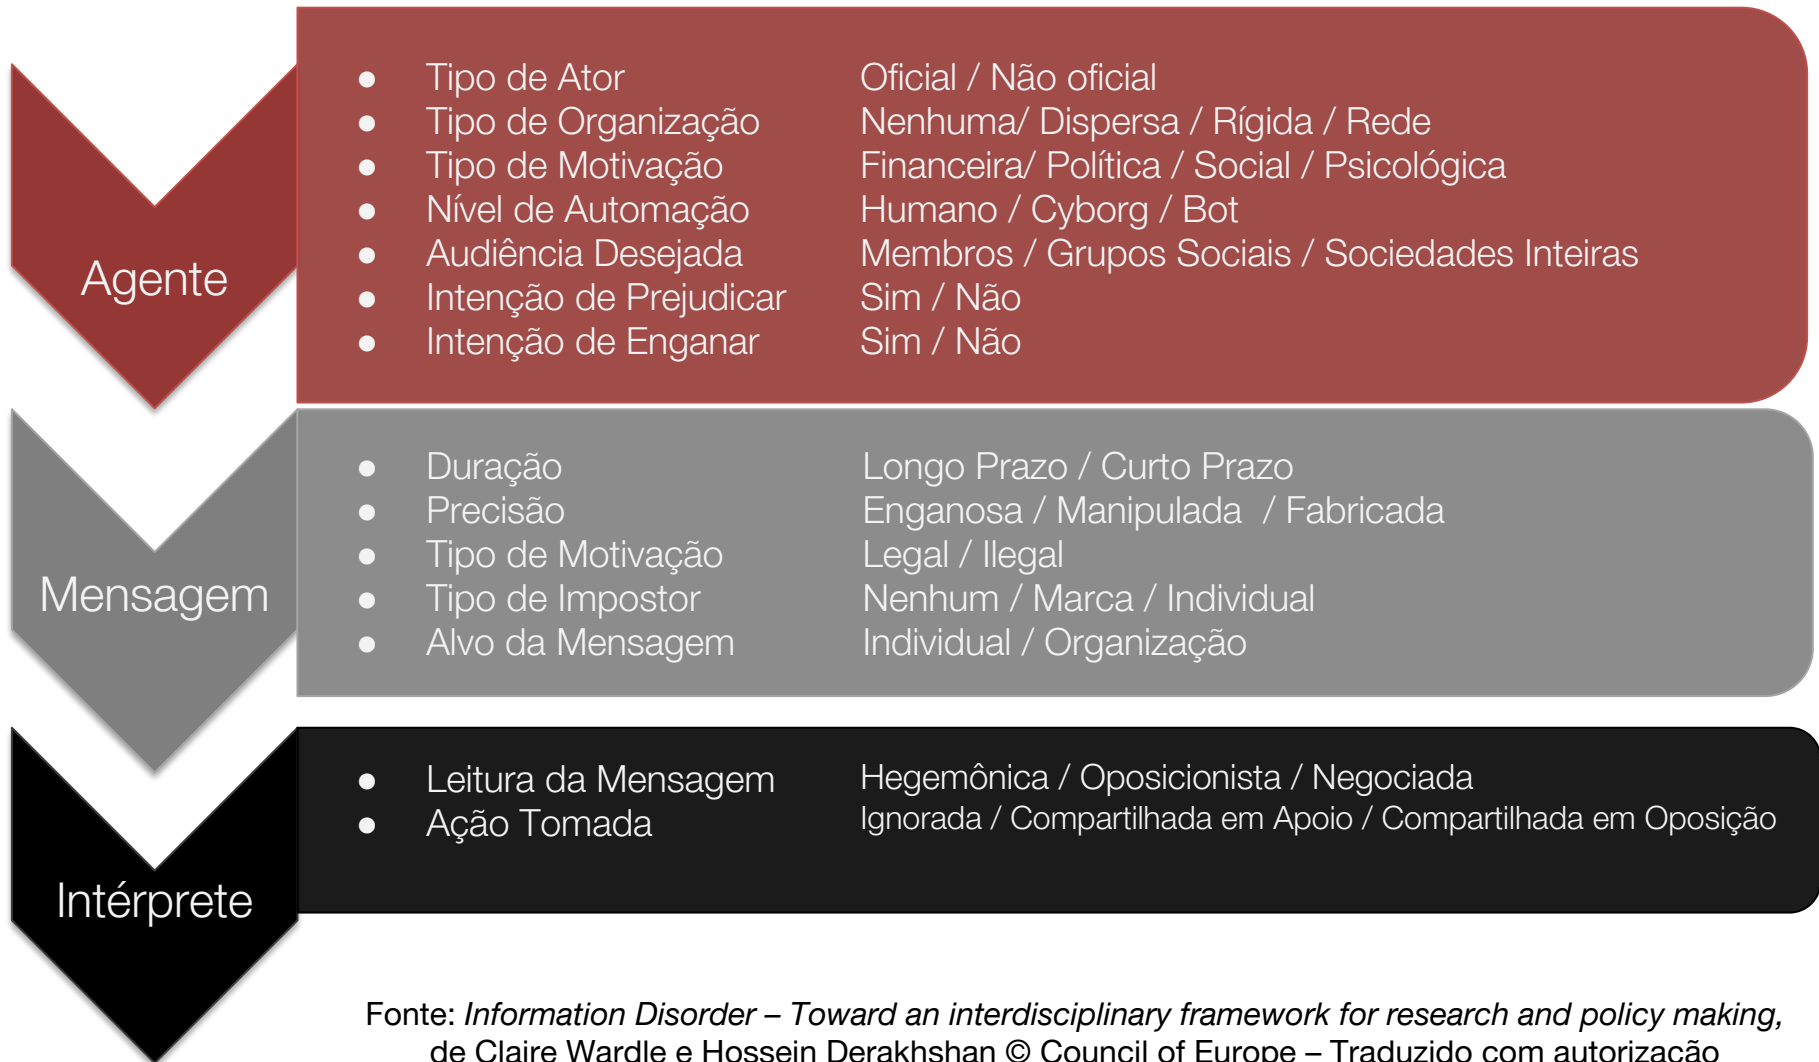 Agente
● Tipo de Ator Oficial / Não oficial
● Tipo de Organização Nenhuma/ Dispersa / Rígida / Rede
● Tipo de Motivação Financeira/ Política / Social / Psicológica
● Nível de Automação Humano / Cyborg / Bot
● Audiência Desejada Membros / Grupos Sociais / Sociedades Inteiras
● Intenção de Prejudicar Sim / Não
● Intenção de Enganar Sim / Não
Mensagem
● Duração Longo Prazo / Curto Prazo
● Precisão Enganosa / Manipulada / Fabricada
● Tipo de Motivação Legal / Ilegal
● Tipo de Impostor Nenhum / Marca / Individual
● Alvo da Mensagem Individual / Organização
Intérprete
● Leitura da Mensagem Hegemônica / Oposicionista / Negociada
● Ação Tomada Ignorada / Compartilhada em Apoio / Compartilhada em Oposição
Fonte: Information Disorder – Toward an interdisciplinary framework for research and policy making,
de Claire Wardle e Hossein Derakhshan © Council of Europe – Traduzido com autorização